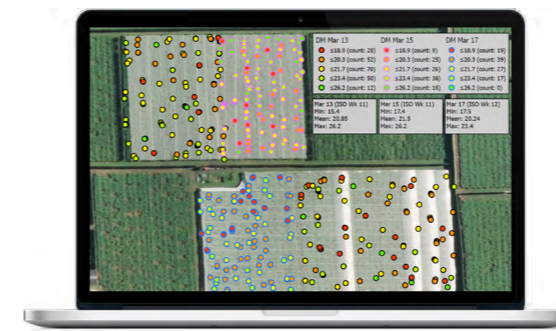 DM Mar 13 DM Mar 15 DM Mar 17
≤18.9 (count: 28) ≤18.9 (count: 9) ≤18.9 (count: 19)
≤20.3 (count: 52) ≤20.3 (count: 25) ≤20.3 (count: 39)
≤21.7 (count: 70) ≤21.7 (count: 26) ≤21.7 (count: 27)
≤23.4 (count: 50) ≤23.4 (count: 36) ≤23.4 (count: 17)
≤26.2 (count: 12) ≤26.2 (count: 16) ≤26.2 (count: 0)
Mar 13 (ISO Wk 11) Mar 15 (ISO Wk 11) Mar 17 (ISO Wk 12)
Min: 15.4 Min: 17.4 Min: 17.5
Mean: 20.85 Mean: 21.5 Mean: 20.24
Max: 26.2 Max: 26.2 Max: 23.4